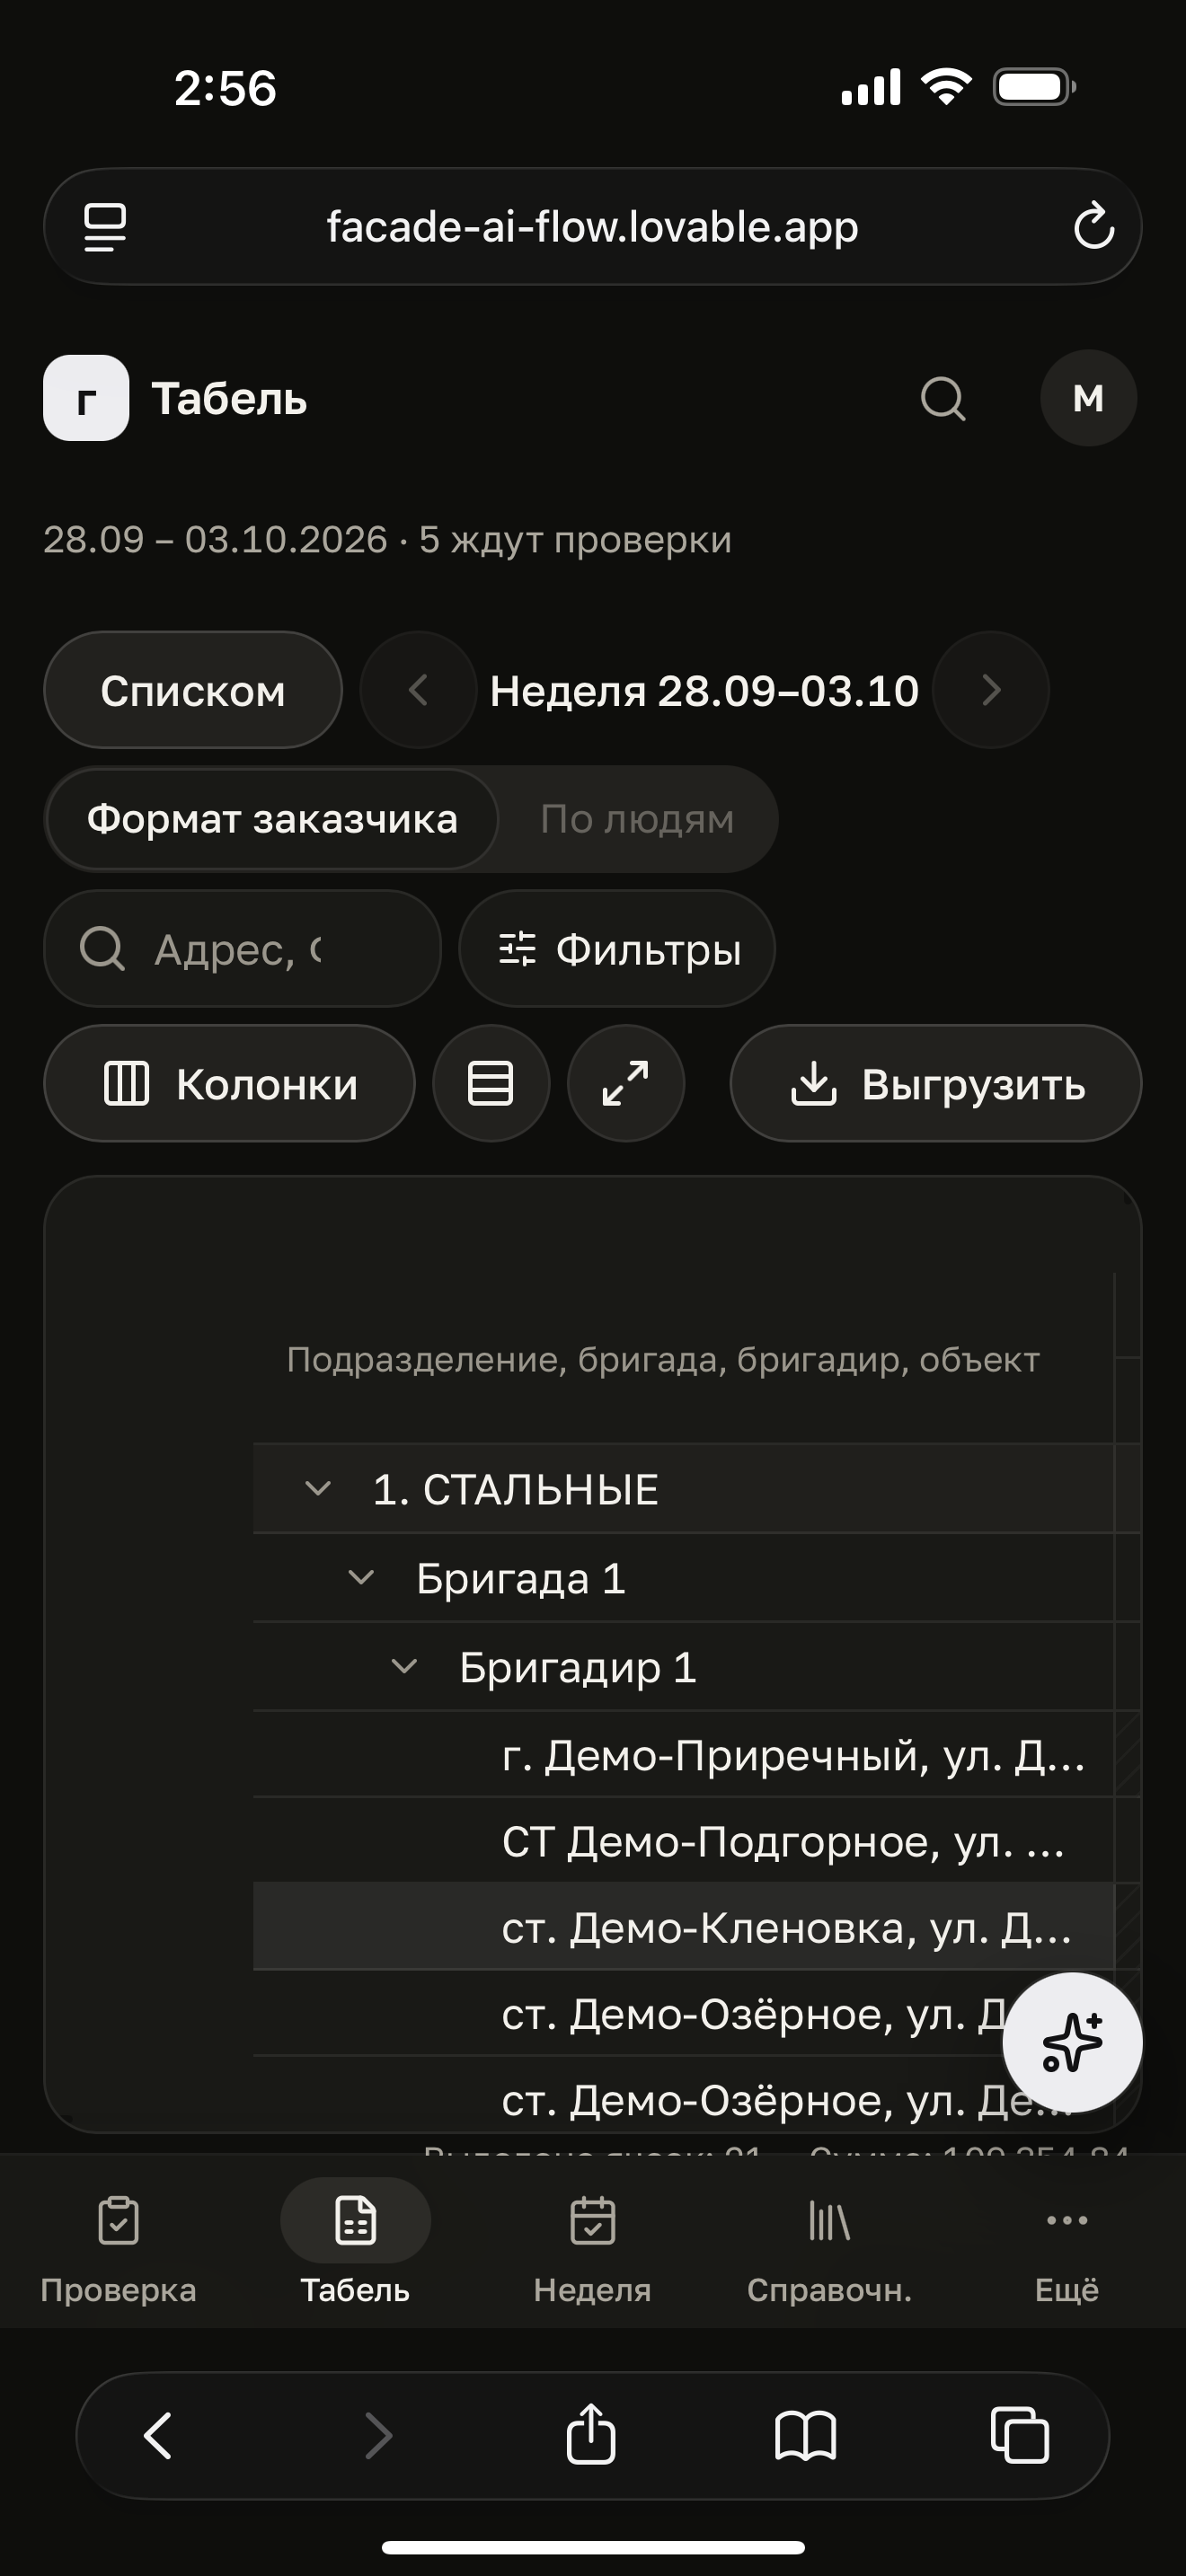 2:56
facade-ai-flow.lovable.app
г Табель M
28.09 – 03.10.2026 · 5 ждут проверки
Списком Неделя 28.09–03.10
Формат заказчика По людям
Адрес, Фильтры
Колонки Выгрузить
Подразделение, бригада, бригадир, объект
1. СТАЛЬНЫЕ
Бригада 1
Бригадир 1
г. Демо-Приречный, ул. Д...
СТ Демо-Подгорное, ул. ...
ст. Демо-Кленовка, ул. Д...
ст. Демо-Озёрное, ул. Д
ст. Демо-Озёрное, ул. Де...
Проверка Табель Неделя Справочн. Ещё